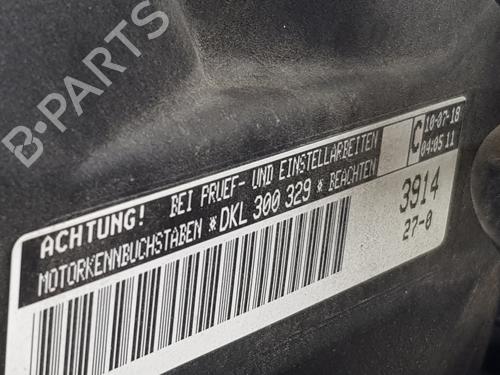 B-PARTS
ACHTUNG! BEI PRUEF- UND EINSTELLARBEITEN
MOTORKENNBUCHSTABEN *DKL 300 329 * BEACHTEN
C 10-07-18
04:05 11
3914
27-0